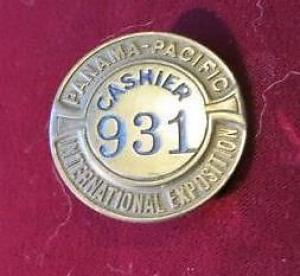 PANAMA-PACIFIC
CASHIER
931
INTERNATIONAL EXPOSITION